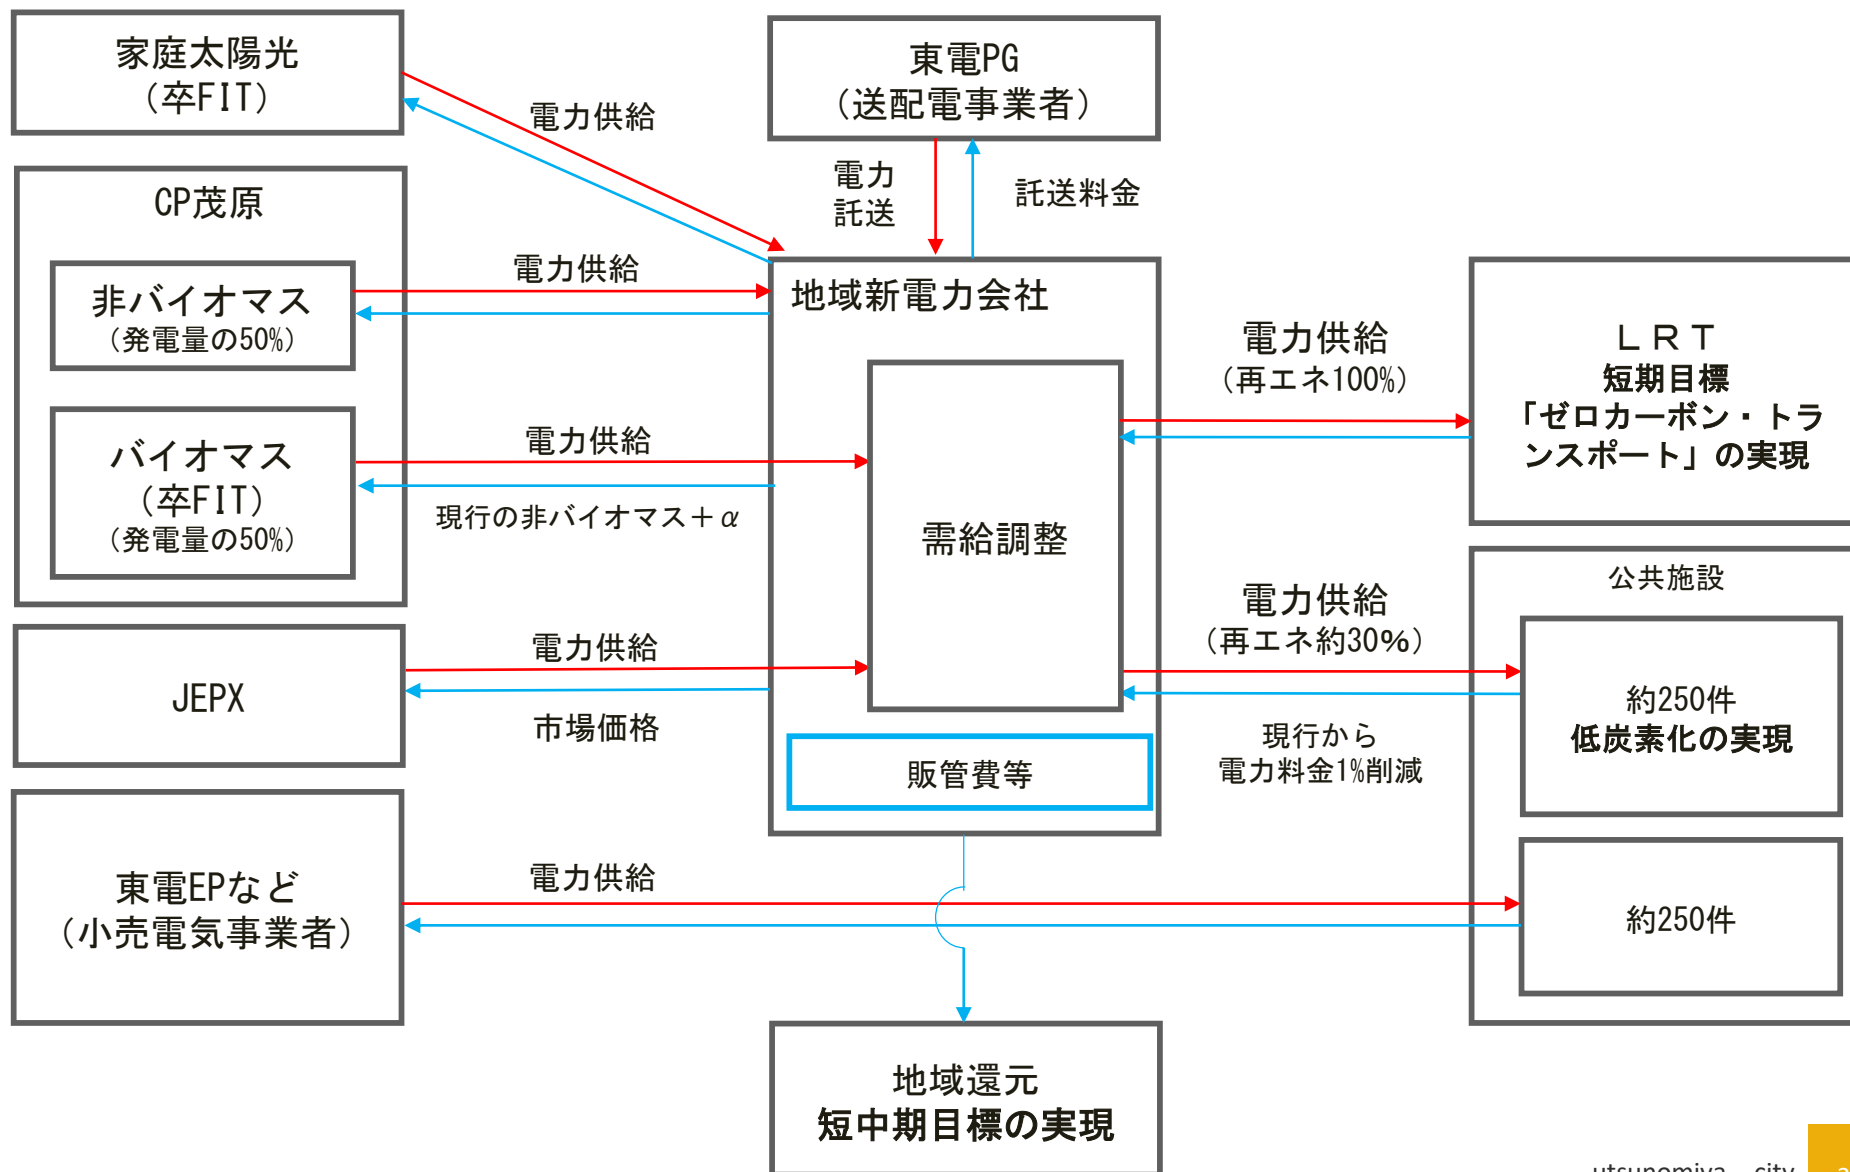 家庭太陽光
（卒FIT）
電力供給
東電PG
（送配電事業者）
電力
託送
託送料金
CP茂原
非バイオマス
（発電量の50%）
電力供給
バイオマス
（卒FIT）
（発電量の50%）
電力供給
現行の非バイオマス＋α
JEPX
電力供給
市場価格
地域新電力会社
需給調整
販管費等
電力供給
（再エネ100%）
ＬＲＴ
短期目標
「ゼロカーボン・トラ
ンスポート」の実現
電力供給
（再エネ約30%）
現行から
電力料金1%削減
公共施設
約250件
低炭素化の実現
約250件
東電EPなど
（小売電気事業者）
電力供給
地域還元
短中期目標の実現